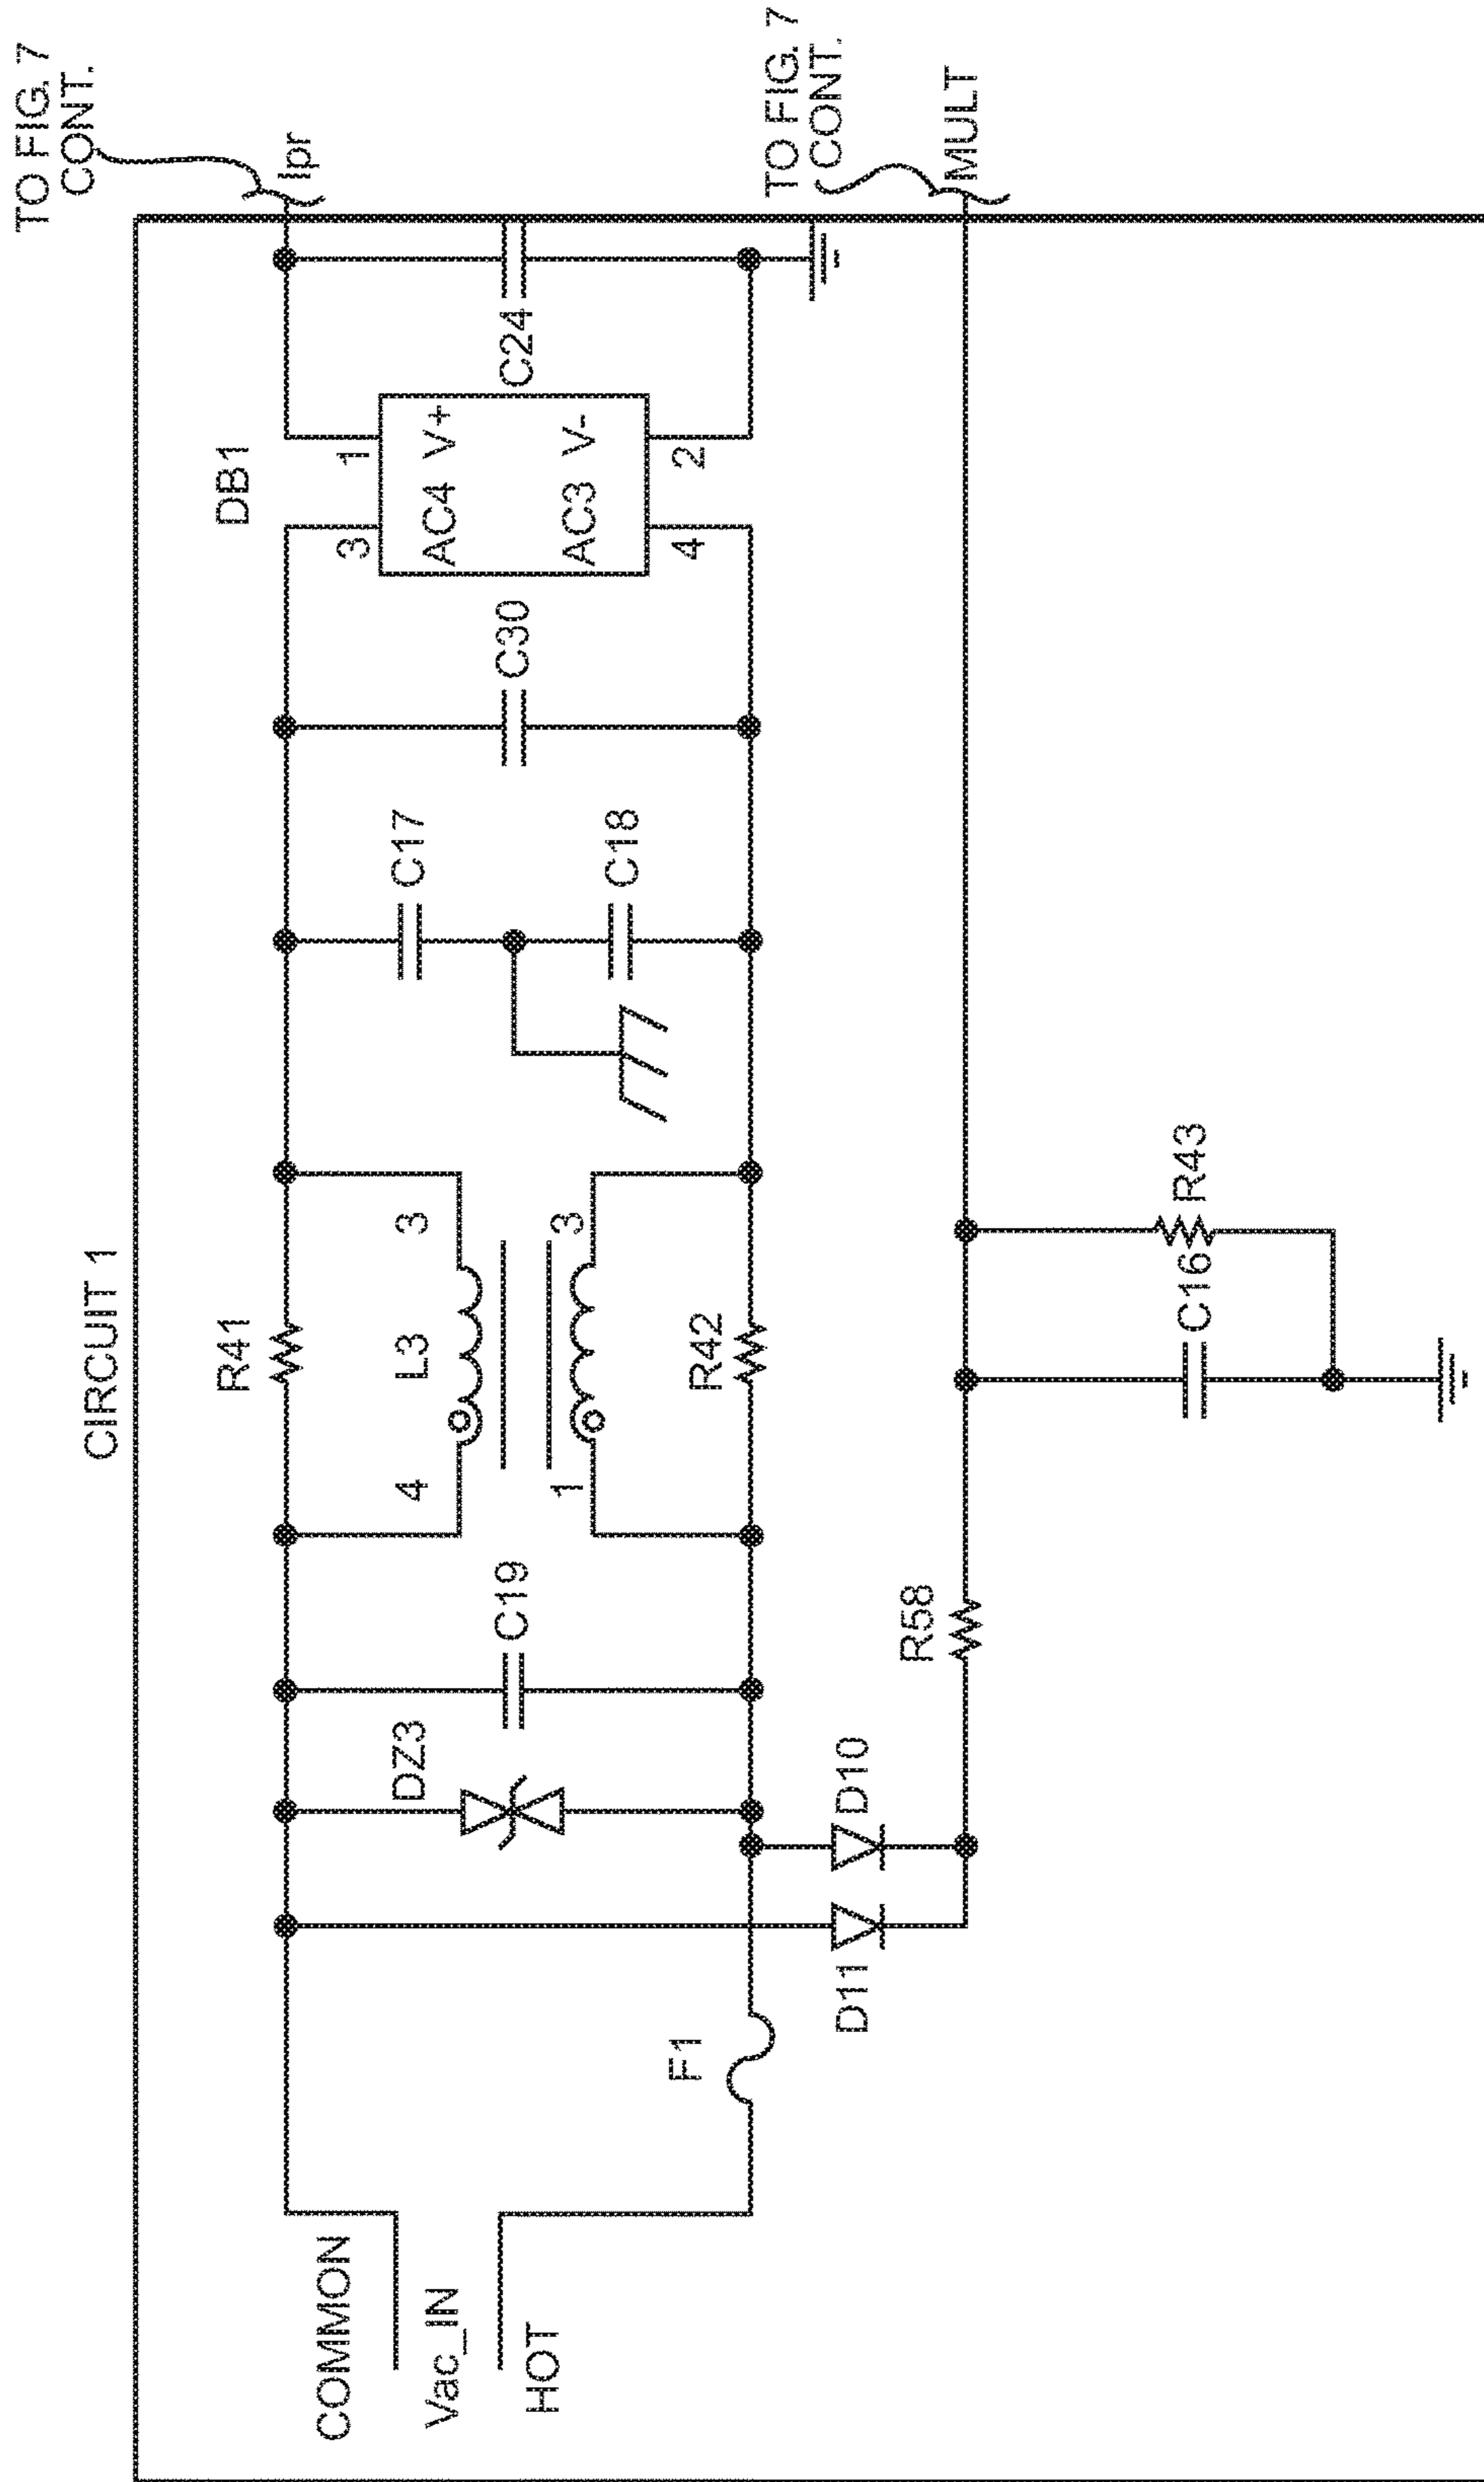 CIRCUIT 1
TO FIG. 7
CONT.
Ipr
TO FIG. 7
CONT.
MULT
COMMON
Vac_IN
HOT
F1
D11
D10
DZ3
C19
R58
R41
4
L3
3
1
3
R42
C16
R43
C17
C18
C30
DB1
3
1
AC4 V+
AC3 V-
4
2
C24